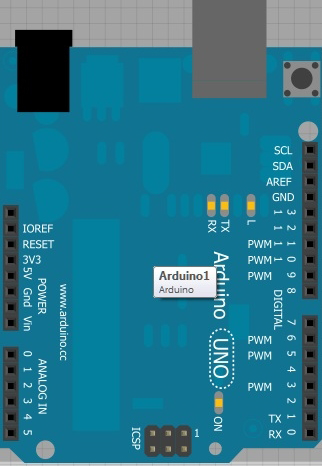 SCL
SDA
AREF
GND
13
12
PWM 11
PWM 10
PWM 9
8
DIGITAL
7
PWM 6
PWM 5
4
PWM 3
2
TX 1
RX 0
RX
TX
L
IOREF
RESET
3V3
5V
Gnd
Vin
POWER
www.arduino.cc
ANALOG IN
0
1
2
3
4
5
Arduino
UNO
Arduino1
Arduino
ON
ICSP
1